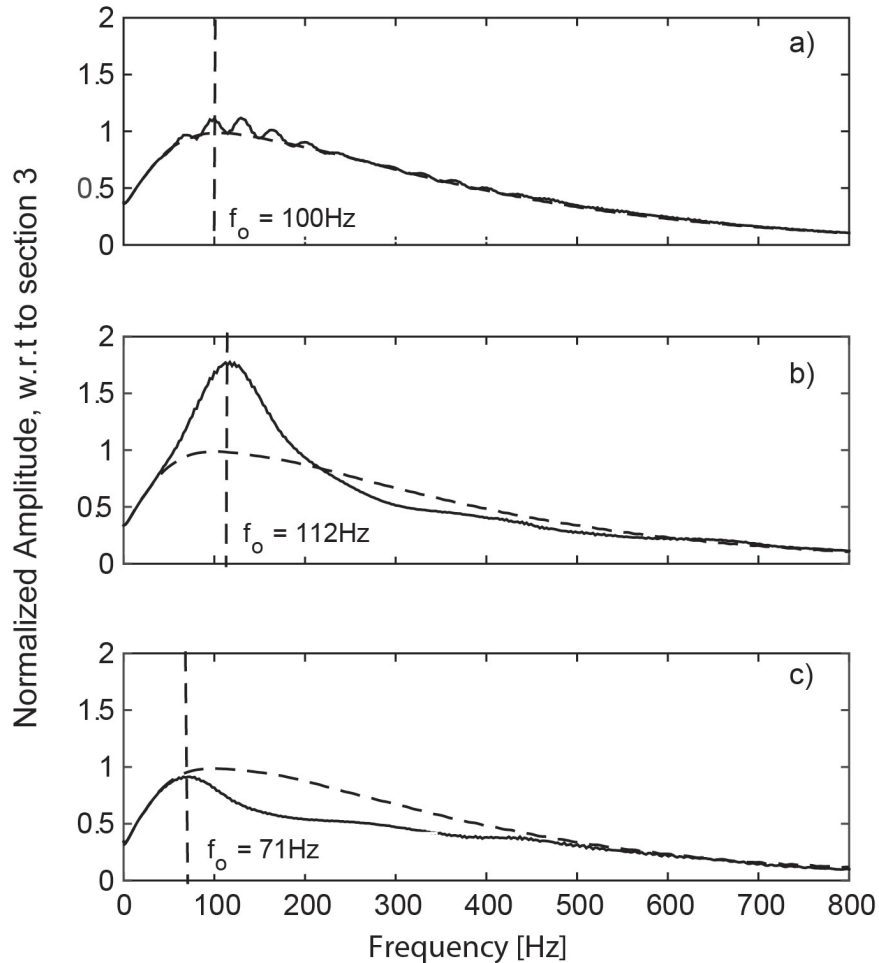 Normalized Amplitude, w.r.t to section 3
2
a)
1.5
1
0.5
f_o = 100Hz
0
2
b)
1.5
1
0.5
f_o = 112Hz
0
2
c)
1.5
1
0.5
f_o = 71Hz
0
0 100 200 300 400 500 600 700 800
Frequency [Hz]